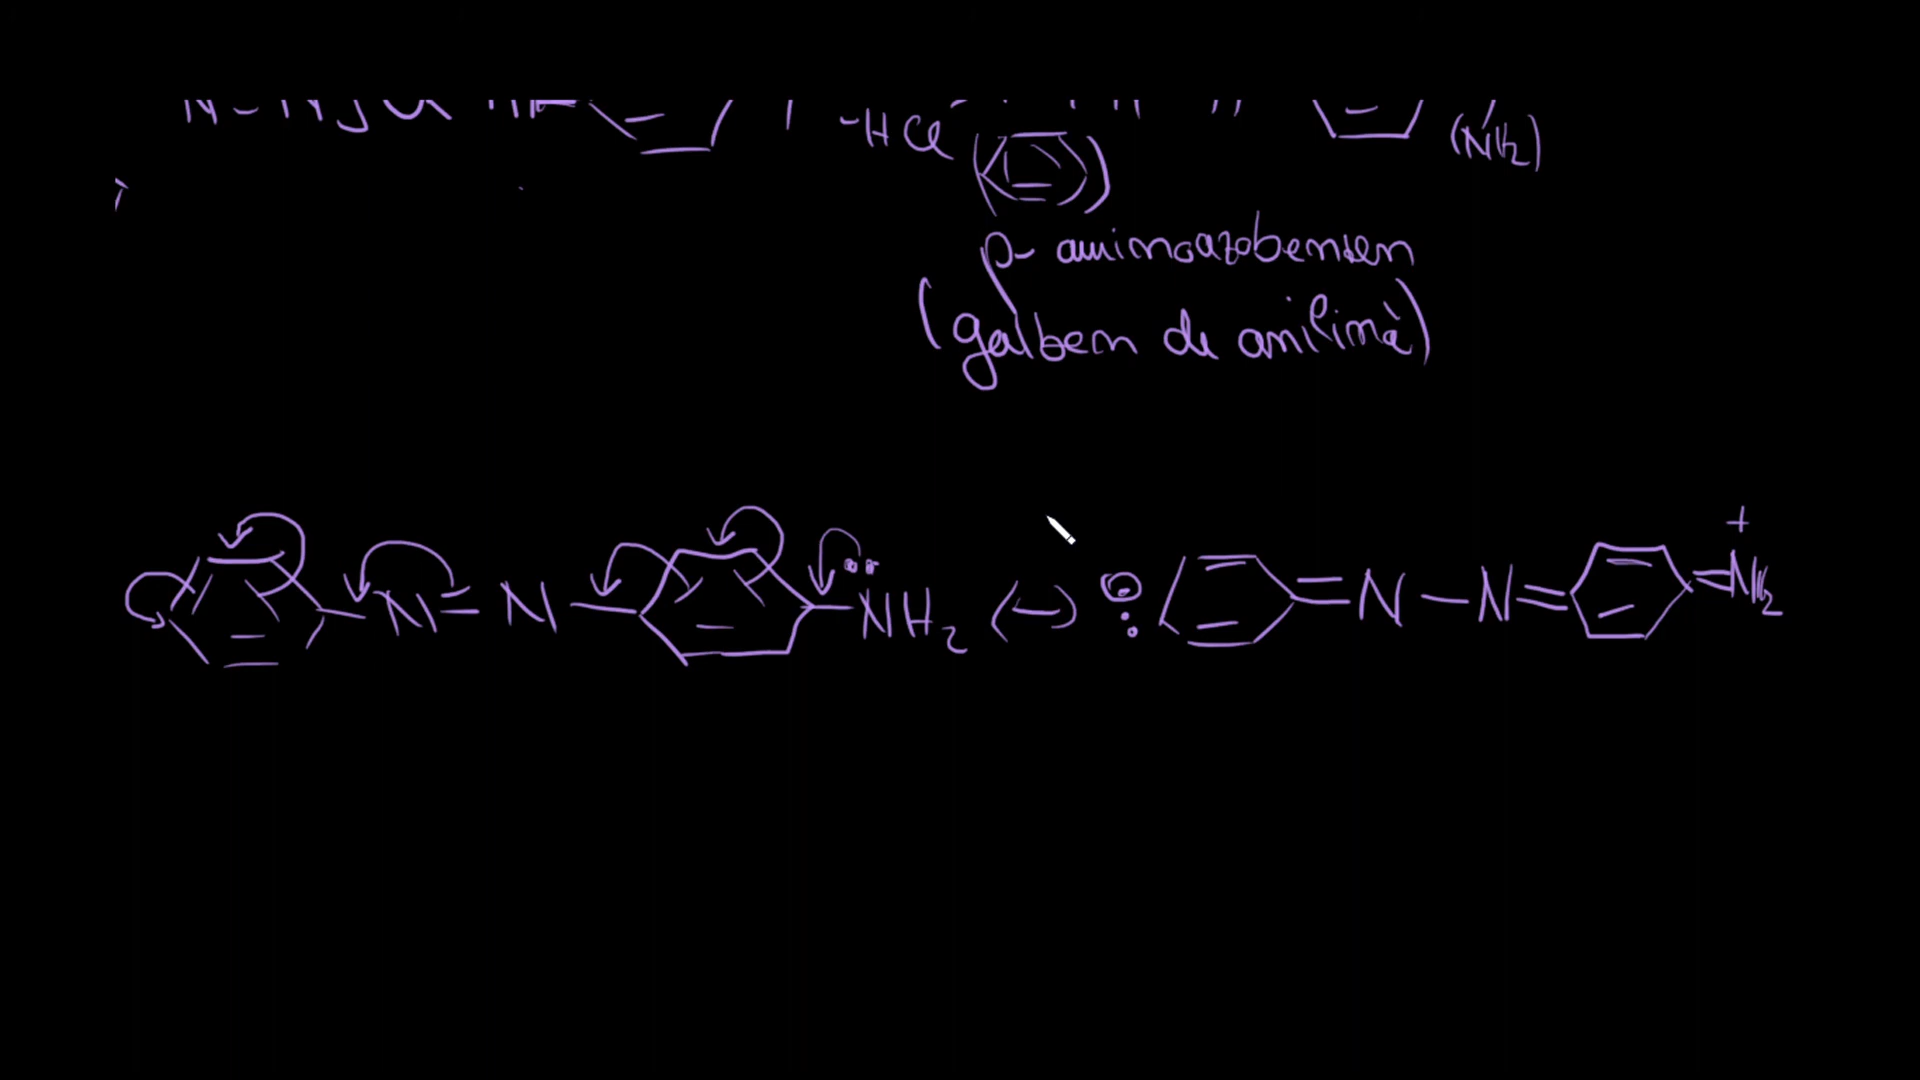 -HCl
(NH2)
p- aminoazobenzen
(galben de anilină)
N=N NH2 ↔ N-N NH2 +